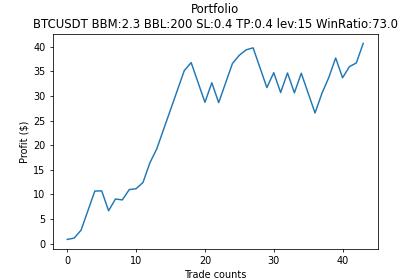 Portfolio
BTCUSDT BBM:2.3 BBL:200 SL:0.4 TP:0.4 lev:15 WinRatio:73.0
40
35
30
25
20
15
10
5
0
Profit ($)
0 10 20 30 40
Trade counts